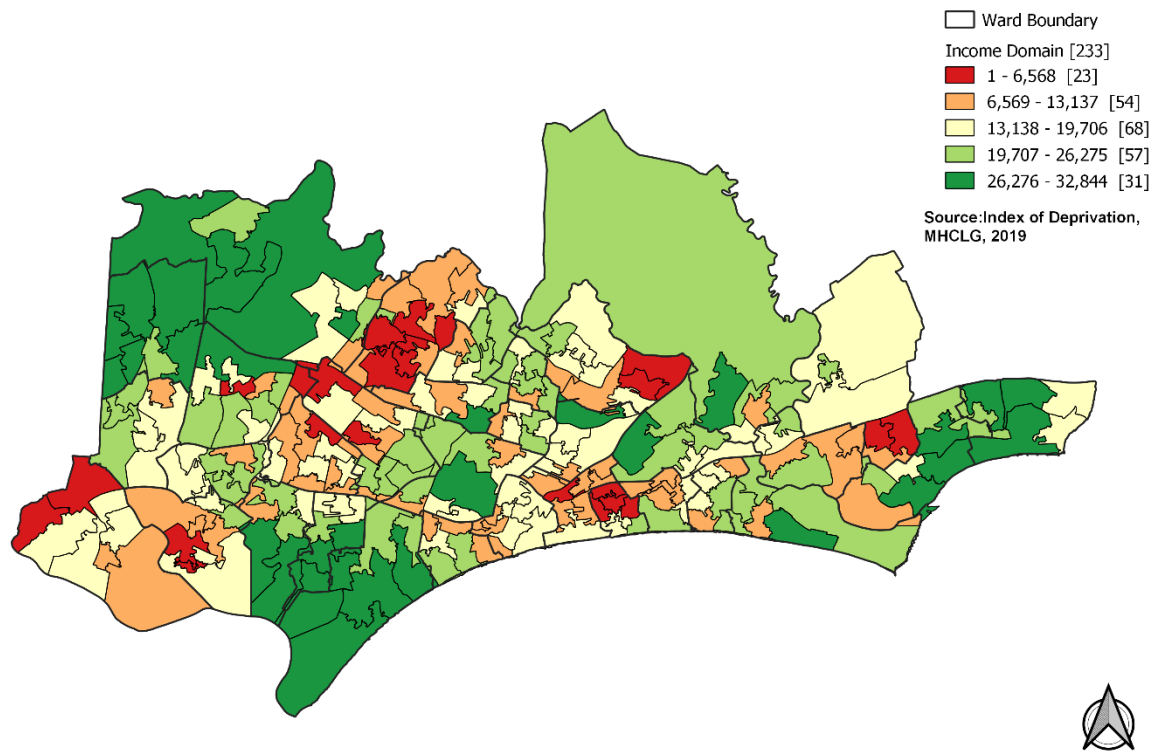 Ward Boundary
Income Domain [233]
1 - 6,568 [23]
6,569 - 13,137 [54]
13,138 - 19,706 [68]
19,707 - 26,275 [57]
26,276 - 32,844 [31]
Source:Index of Deprivation,
MHCLG, 2019